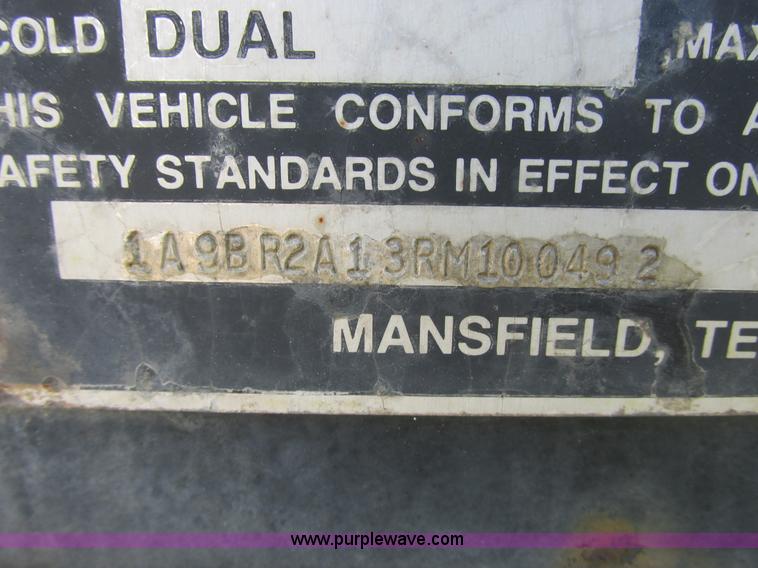 COLD DUAL MAX
HIS VEHICLE CONFORMS TO A
AFETY STANDARDS IN EFFECT ON
1A9BR2A13RM100492
MANSFIELD, TE
www.purplewave.com